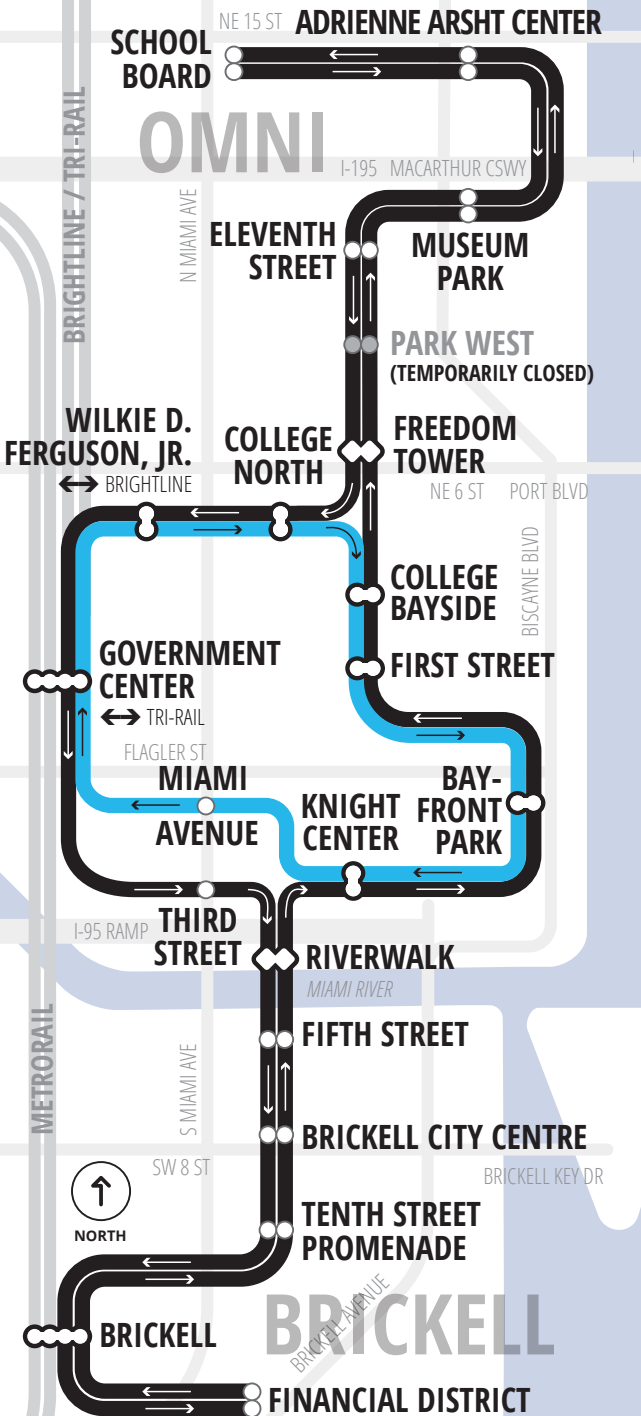 NE 15 ST
ADRIENNE ARSHT CENTER
SCHOOL
BOARD
OMNI
I-195 MACARTHUR CSWY
BRIGHTLINE / TRI-RAIL
N MIAMI AVE
ELEVENTH
STREET
MUSEUM
PARK
PARK WEST
(TEMPORARILY CLOSED)
WILKIE D.
FERGUSON, JR.
BRIGHTLINE
COLLEGE
NORTH
FREEDOM
TOWER
NE 6 ST
PORT BLVD
BISCAYNE BLVD
COLLEGE
BAYSIDE
FIRST STREET
GOVERNMENT
CENTER
TRI-RAIL
FLAGLER ST
MIAMI
AVENUE
KNIGHT
CENTER
BAY-
FRONT
PARK
I-95 RAMP
THIRD
STREET
RIVERWALK
MIAMI RIVER
METRORAIL
FIFTH STREET
S MIAMI AVE
BRICKELL CITY CENTRE
SW 8 ST
BRICKELL KEY DR
NORTH
TENTH STREET
PROMENADE
BRICKELL
BRICKELL AVENUE
BRICKELL
FINANCIAL DISTRICT